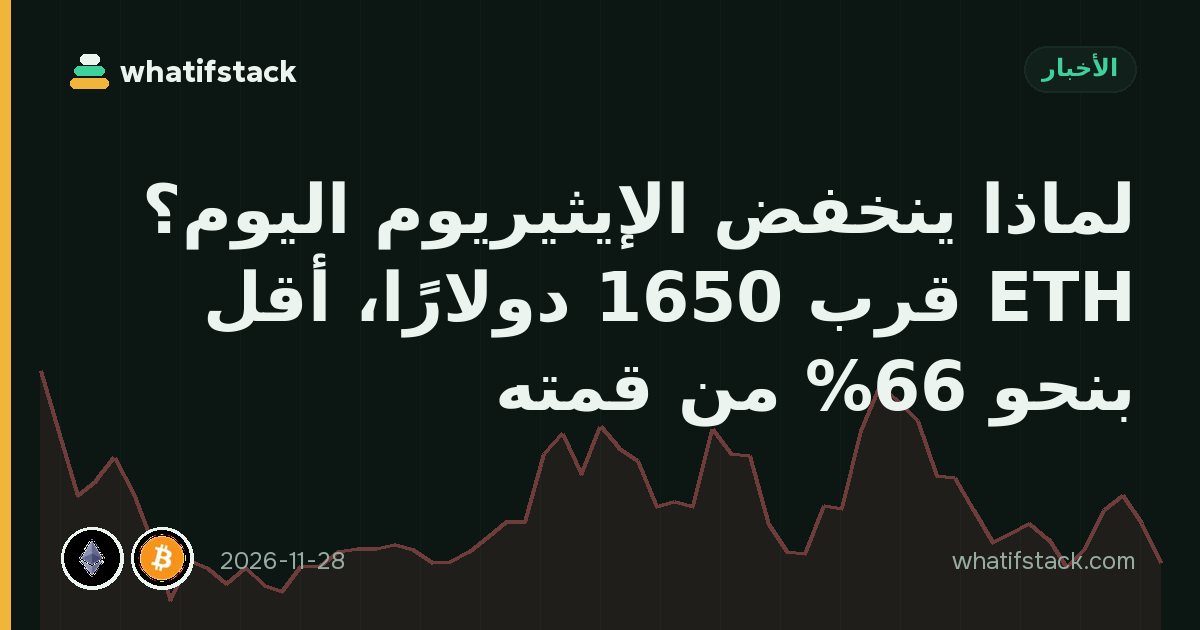 whatifstack
الأخبار
لماذا ينخفض الإيثيريوم اليوم؟
ETH قرب 1650 دولارًا، أقل
بنحو 66% من قمته
2026-11-28
whatifstack.com